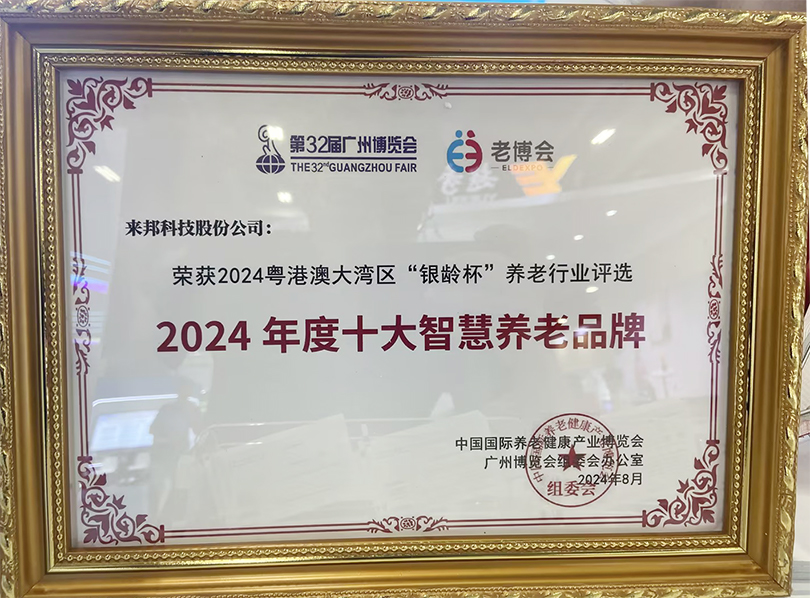 第32届广州博览会
THE 32nd GUANGZHOU FAIR
老博会
ELDEXPO
来邦科技股份公司：
荣获2024粤港澳大湾区“银龄杯”养老行业评选
2024 年度十大智慧养老品牌
中国国际养老健康产业博览会
广州博览会组委会办公室
2024年8月
组委会